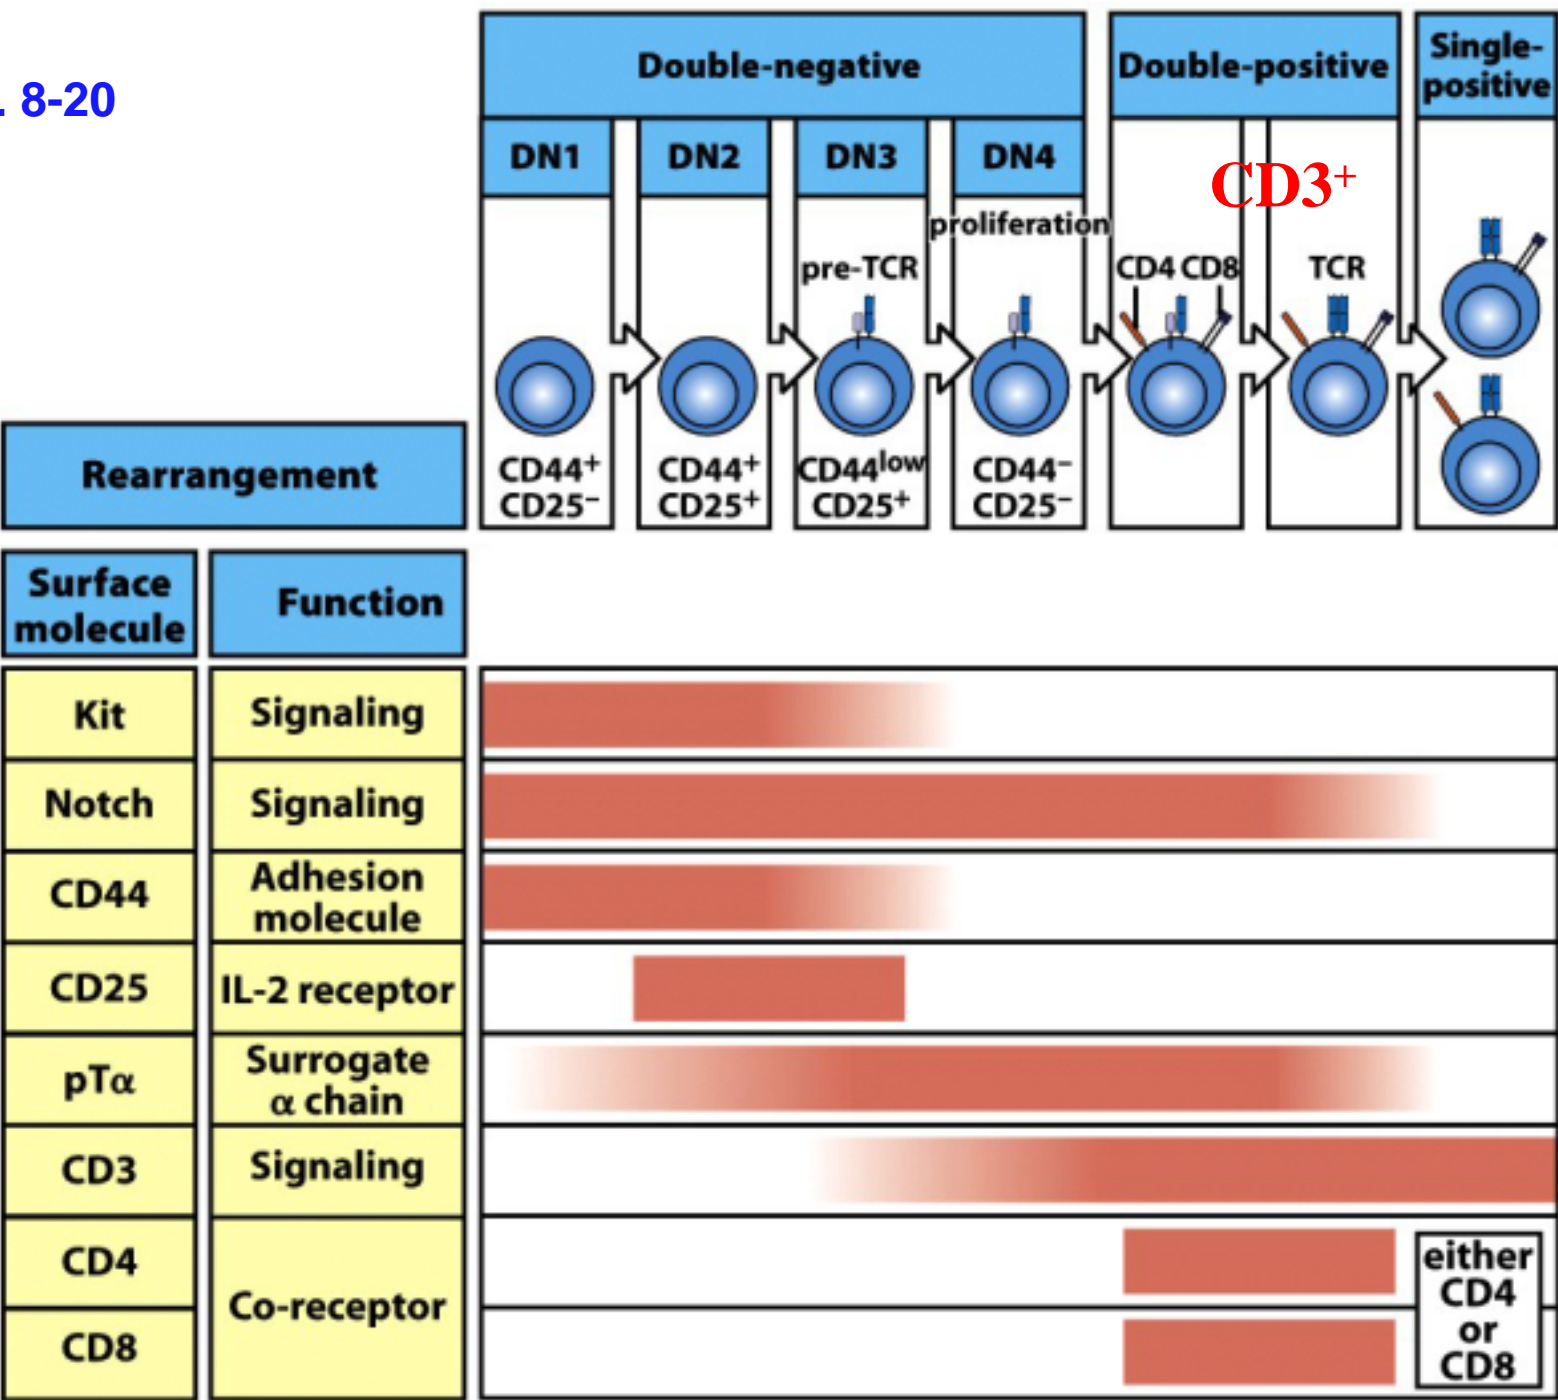 . 8-20
Double-negative
Double-positive
Single-
positive
DN1
DN2
DN3
DN4
CD3⁺
proliferation
pre-TCR
CD4 CD8
TCR
CD44⁺
CD25⁻
CD44⁺
CD25⁺
CD44ˡᵒʷ
CD25⁺
CD44⁻
CD25⁻
Rearrangement
Surface
molecule
Function
Kit
Signaling
Notch
Signaling
CD44
Adhesion
molecule
CD25
IL-2 receptor
pTα
Surrogate
α chain
CD3
Signaling
CD4
CD8
Co-receptor
either
CD4
or
CD8